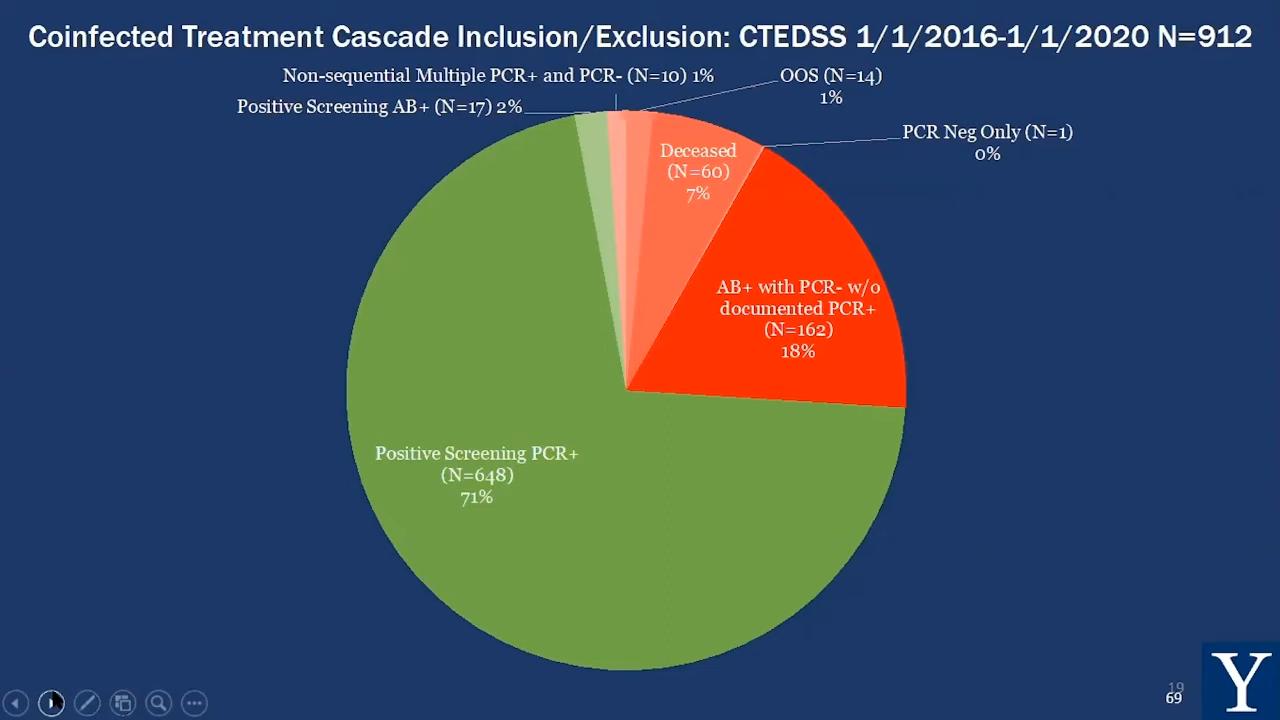 Coinfected Treatment Cascade Inclusion/Exclusion: CTEDSS 1/1/2016-1/1/2020 N=912
Non-sequential Multiple PCR+ and PCR- (N=10) 1%
OOS (N=14)
1%
Positive Screening AB+ (N=17) 2%
PCR Neg Only (N=1)
0%
Deceased
(N=60)
7%
AB+ with PCR- w/o
documented PCR+
(N=162)
18%
Positive Screening PCR+
(N=648)
71%
19
69
Y